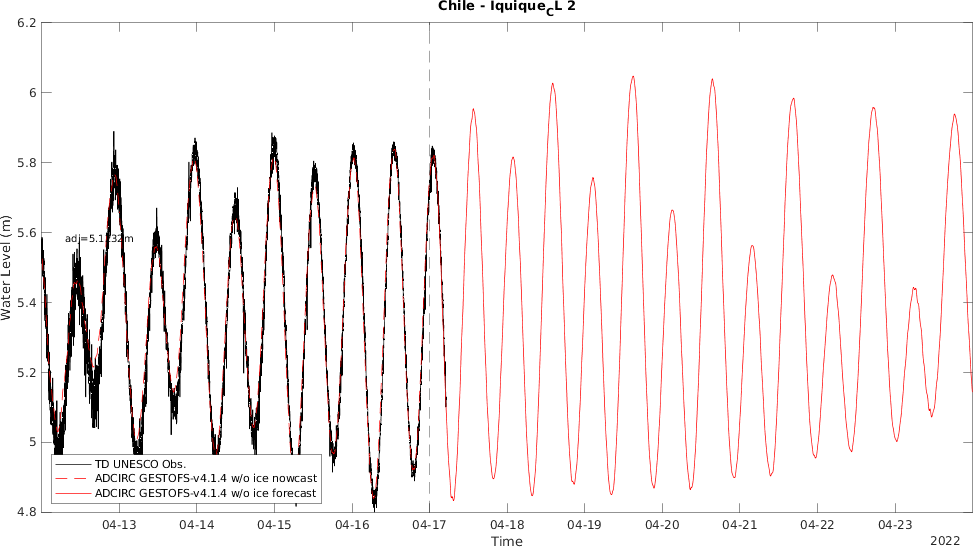 Chile - Iquique_CL 2
6.2
6
5.8
5.6
5.4
5.2
5
4.8
Water Level (m)
adj=5.1232m
TD UNESCO Obs.
ADCIRC GESTOFS-v4.1.4 w/o ice nowcast
ADCIRC GESTOFS-v4.1.4 w/o ice forecast
04-13 04-14 04-15 04-16 04-17 04-18 04-19 04-20 04-21 04-22 04-23
Time
2022